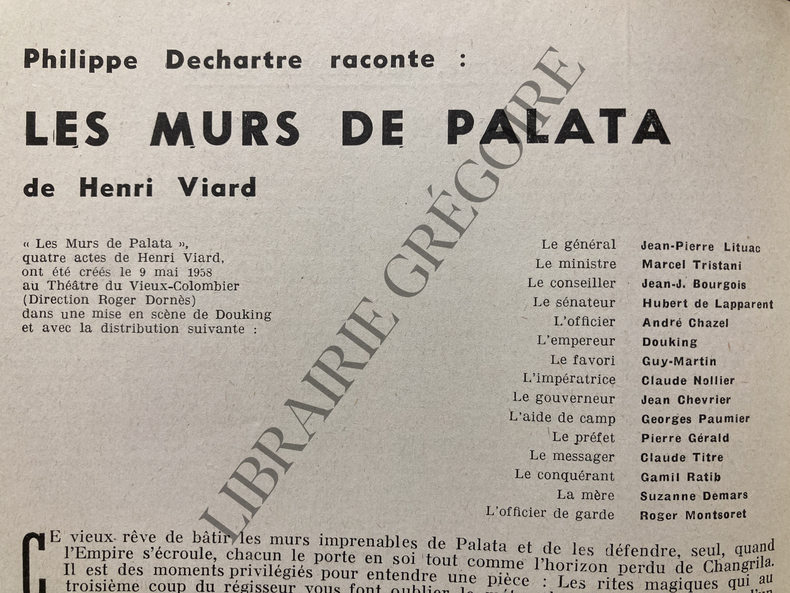 Philippe Dechartre raconte :
LES MURS DE PALATA
de Henri Viard
« Les Murs de Palata »,
quatre actes de Henri Viard,
ont été créés le 9 mai 1958
au Théâtre du Vieux-Colombier
(Direction Roger Dornès)
dans une mise en scène de Douking
et avec la distribution suivante :
Le général Jean-Pierre Lituac
Le ministre Marcel Tristani
Le conseiller Jean-J. Bourgois
Le sénateur Hubert de Lapparent
L'officier André Chazel
L'empereur Douking
Le favori Guy-Martin
L'impératrice Claude Nollier
Le gouverneur Jean Chevrier
L'aide de camp Georges Paumier
Le préfet Pierre Gérald
Le messager Claude Titre
Le conquérant Gamil Ratib
La mère Suzanne Demars
L'officier de garde Roger Montsoret
CE vieux rêve de bâtir les murs imprenables de Palata et de les défendre, seul, quand
l'Empire s'écroule, chacun le porte en soi tout comme l'horizon perdu de Changrila.
Il est des moments privilégiés pour entendre une pièce : Les rites magiques qui au
troisième coup du régisseur vous font oublier
LIBRAIRIE GRÉGOIRE